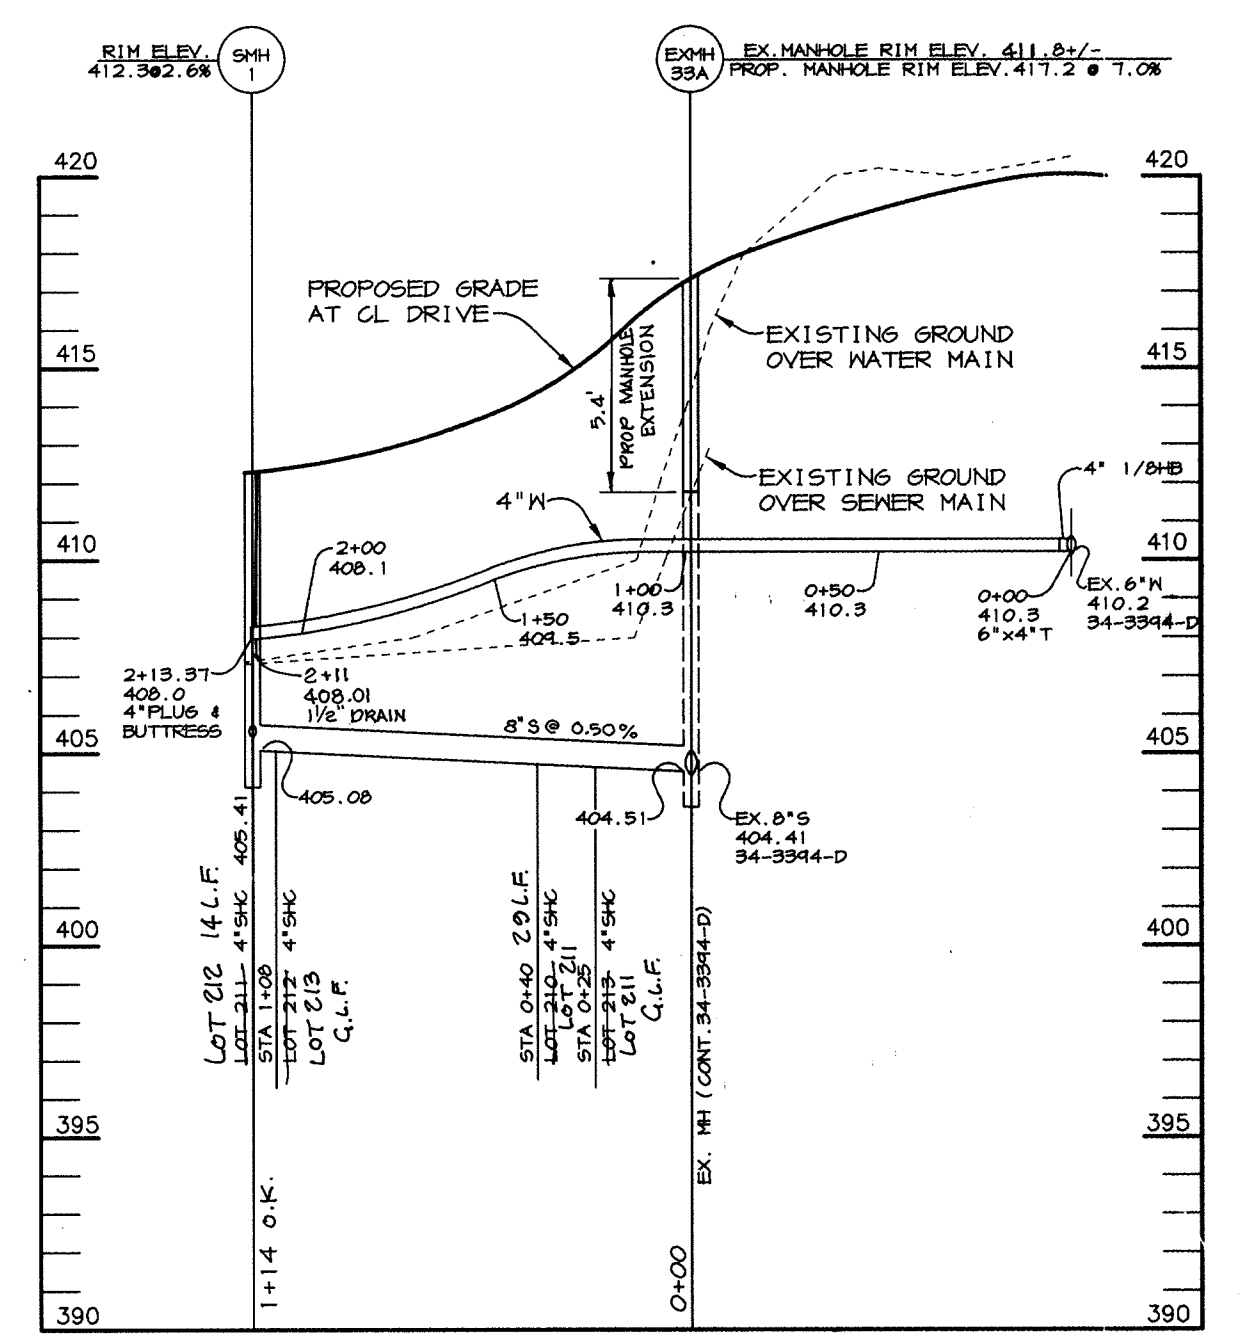 RIM ELEV.
412.3@2.6%
SMH
1
EXMH
33A
EX.MANHOLE RIM ELEV. 411.8+/-
PROP. MANHOLE RIM ELEV.417.2 @ 7.0%
420
420
PROPOSED GRADE
AT CL DRIVE
EXISTING GROUND
OVER WATER MAIN
415
415
5.4'
PROP MANHOLE
EXTENSION
EXISTING GROUND
OVER SEWER MAIN
4" 1/8HB
4"W
410
410
2+00
408.1
1+50
409.5
1+00
410.3
0+50
410.3
0+00
410.3
6"x4"T
EX.6"W
410.2
34-3394-D
2+13.37
408.0
4"PLUG &
BUTTRESS
2+11
408.01
1½" DRAIN
8"S @ 0.50%
405
405
405.08
404.51
EX.8"S
404.41
34-3394-D
LOT 212 14 L.F.
LOT 211 4"SHC 405.41
STA 1+08
LOT 212 4"SHC
LOT 213
G.L.F.
STA 0+40 29 L.F.
LOT 210 4"SHC
LOT 211
STA 0+25
LOT 213 4"SHC
LOT 211
G.L.F.
EX. MH (CONT.34-3394-D)
400
400
395
395
1+14 O.K.
0+00
390
390